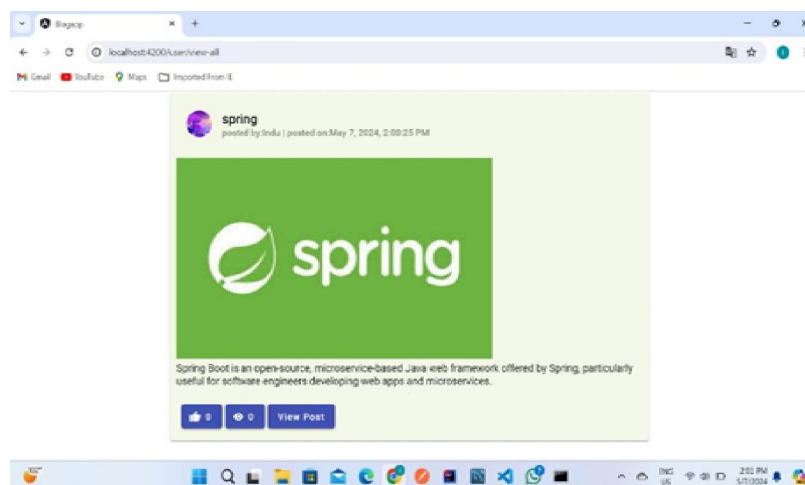 Blogapp
localhost:4200/user/view-all
Gmail YouTube Maps Imported From IE
spring
posted by:Indu | posted on:May 7, 2024, 2:00:25 PM
spring
Spring Boot is an open-source, microservice-based Java web framework offered by Spring, particularly
useful for software engineers developing web apps and microservices.
0 0 View Post
ENG 2:01 PM
US 5/7/2024